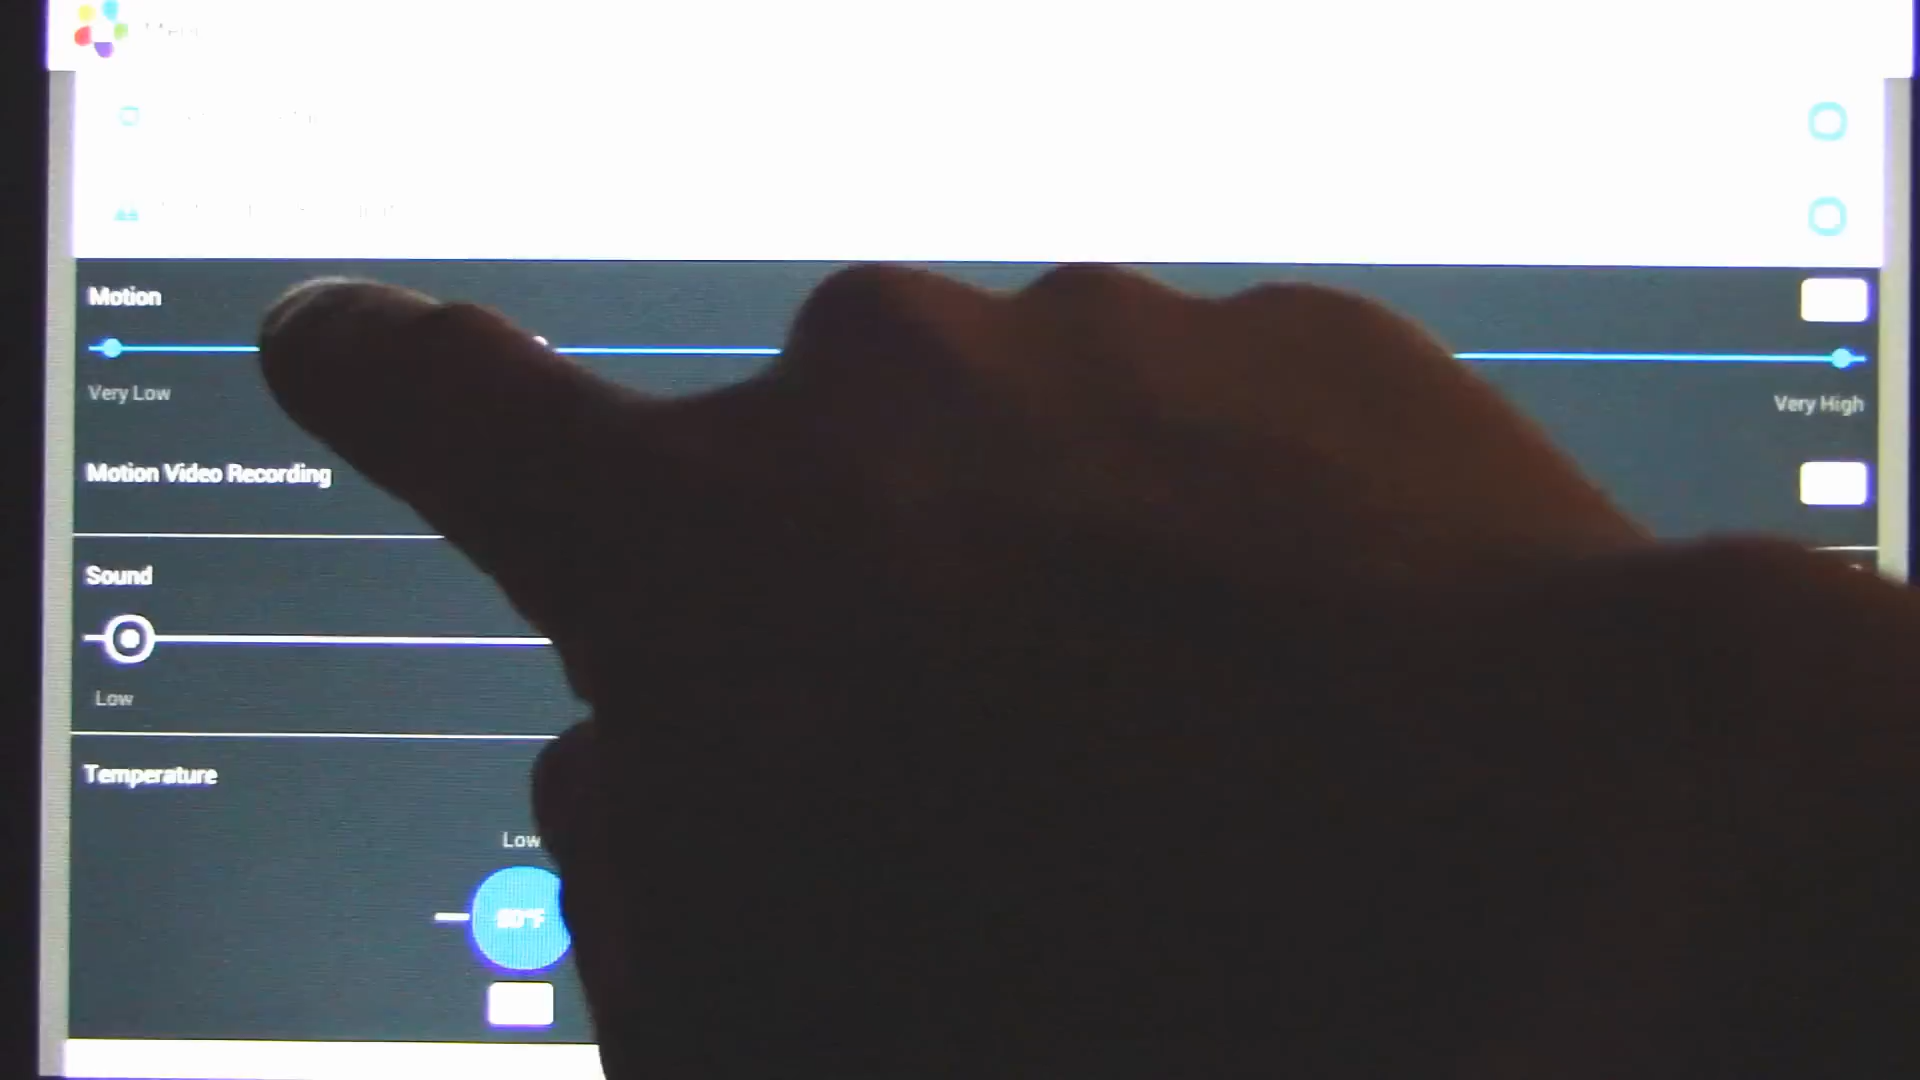 Motion
Very Low
Very High
Motion Video Recording
Sound
Low
Temperature
Low